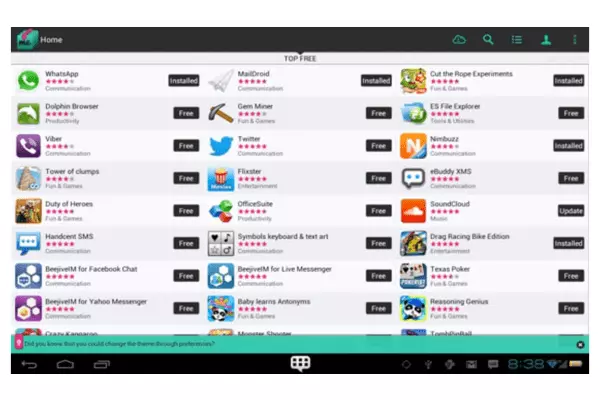 Home
TOP FREE
WhatsApp
Communication
Installed
MailDroid
Communication
Installed
Cut the Rope Experiments
Fun & Games
Installed
Dolphin Browser
Productivity
Free
Gem Miner
Fun & Games
Free
ES File Explorer
Tools & Utilities
Free
Viber
Communication
Free
Twitter
Communication
Free
Nimbuzz
Communication
Installed
Tower of clumps
Fun & Games
Free
Flixster
Entertainment
Free
eBuddy XMS
Communication
Free
Duty of Heroes
Fun & Games
Free
OfficeSuite
Productivity
Free
SoundCloud
Music
Update
Handcent SMS
Communication
Free
Symbols keyboard & text art
Communication
Free
Drag Racing Bike Edition
Entertainment
Installed
BeejiveIM for Facebook Chat
Communication
Free
BeejiveIM for Live Messenger
Communication
Free
Texas Poker
Fun & Games
Free
BeejiveIM for Yahoo Messenger
Communication
Free
Baby learns Antonyms
Fun & Games
Free
Reasoning Genius
Fun & Games
Free
Crazy Kangaroo
Monster Shooter
TombPinBall
Did you know that you could change the theme through preferences?
8:38